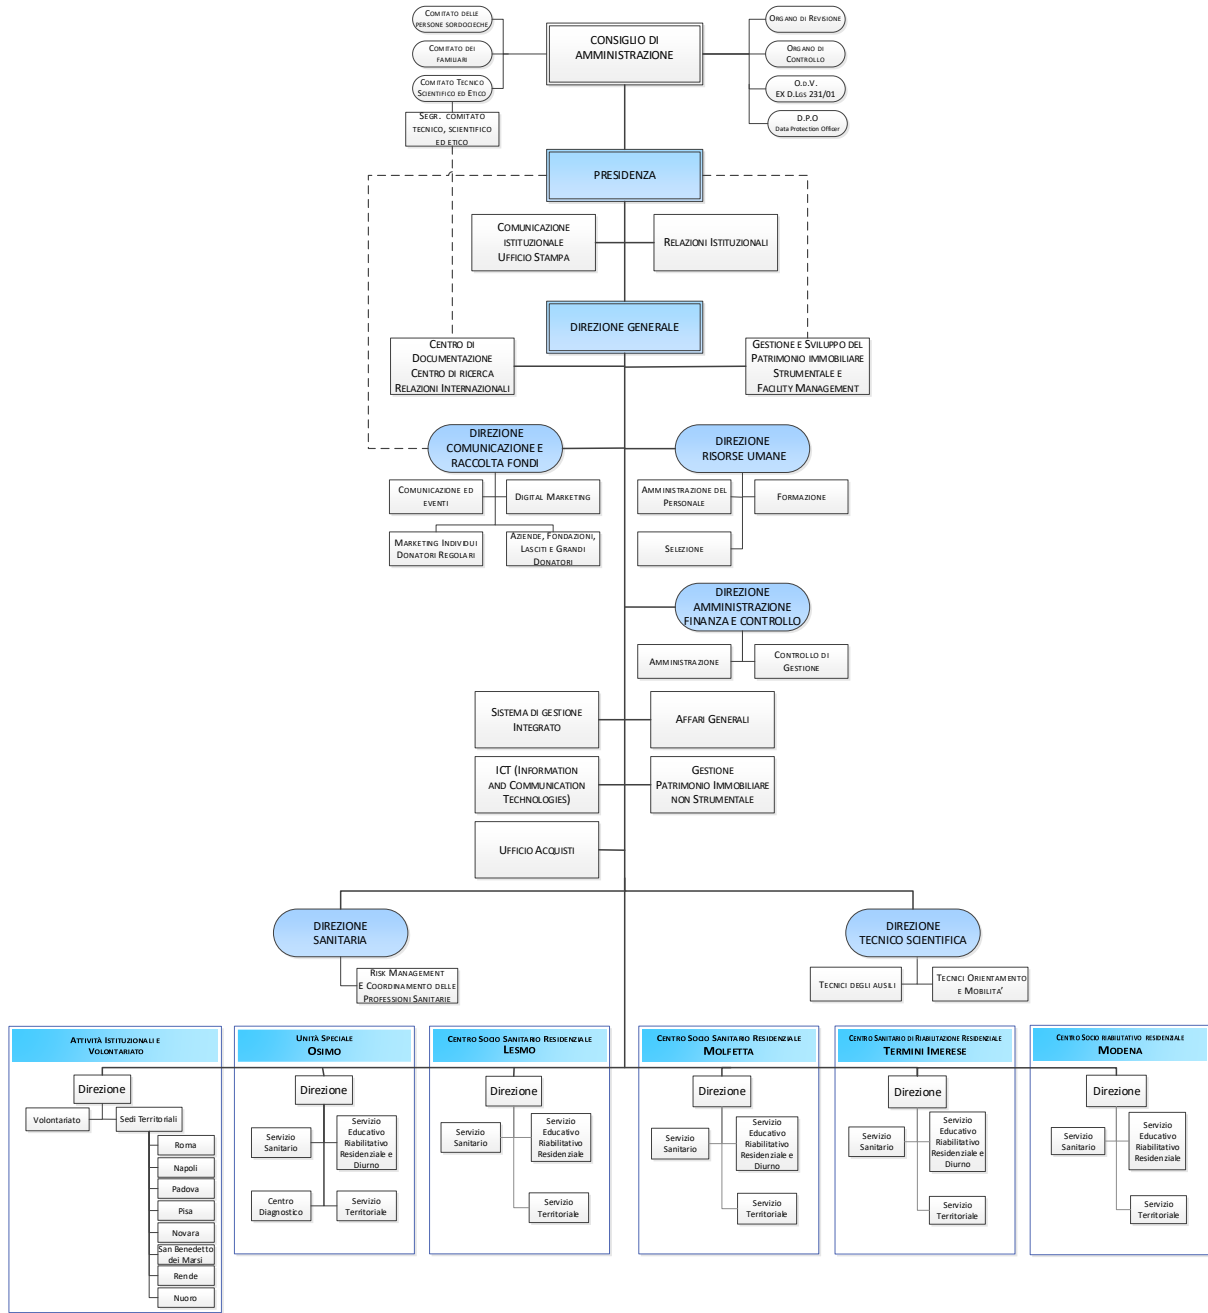 COMITATO DELLE
PERSONE SORDOCIECHE
COMITATO DEI
FAMILIARI
COMITATO TECNICO
SCIENTIFICO ED ETICO
SEGR. COMITATO
TECNICO, SCIENTIFICO
ED ETICO
CONSIGLIO DI
AMMINISTRAZIONE
ORGANO DI REVISIONE
ORGANO DI
CONTROLLO
O.D.V.
EX D.LGS 231/01
D.P.O
Data Protection Officer
PRESIDENZA
COMUNICAZIONE
ISTITUZIONALE
UFFICIO STAMPA
RELAZIONI ISTITUZIONALI
DIREZIONE GENERALE
CENTRO DI
DOCUMENTAZIONE
CENTRO DI RICERCA
RELAZIONI INTERNAZIONALI
GESTIONE E SVILUPPO DEL
PATRIMONIO IMMOBILIARE
STRUMENTALE E
FACILITY MANAGEMENT
DIREZIONE
COMUNICAZIONE E
RACCOLTA FONDI
COMUNICAZIONE ED
EVENTI
DIGITAL MARKETING
MARKETING INDIVIDUI
DONATORI REGOLARI
AZIENDE, FONDAZIONI,
LASCITI E GRANDI
DONATORI
DIREZIONE
RISORSE UMANE
AMMINISTRAZIONE DEL
PERSONALE
FORMAZIONE
SELEZIONE
DIREZIONE
AMMINISTRAZIONE
FINANZA E CONTROLLO
AMMINISTRAZIONE
CONTROLLO DI
GESTIONE
SISTEMA DI GESTIONE
INTEGRATO
AFFARI GENERALI
ICT (INFORMATION
AND COMMUNICATION
TECHNOLOGIES)
GESTIONE
PATRIMONIO IMMOBILIARE
NON STRUMENTALE
UFFICIO ACQUISTI
DIREZIONE
SANITARIA
RISK MANAGEMENT
E COORDINAMENTO DELLE
PROFESSIONI SANITARIE
DIREZIONE
TECNICO SCIENTIFICA
TECNICI DEGLI AUSILI
TECNICI ORIENTAMENTO
E MOBILITA'
ATTIVITÀ ISTITUZIONALI E
VOLONTARIATO
Direzione
Volontariato
Sedi Territoriali
Roma
Napoli
Padova
Pisa
Novara
San Benedetto
dei Marsi
Rende
Nuoro
UNITÀ SPECIALE
OSIMO
Direzione
Servizio
Sanitario
Servizio
Educativo
Riabilitativo
Residenziale e
Diurno
Centro
Diagnostico
Servizio
Territoriale
CENTRO SOCIO SANITARIO RESIDENZIALE
LESMO
Direzione
Servizio
Sanitario
Servizio
Educativo
Riabilitativo
Residenziale
Servizio
Territoriale
CENTRO SOCIO SANITARIO RESIDENZIALE
MOLFETTA
Direzione
Servizio
Sanitario
Servizio
Educativo
Riabilitativo
Residenziale e
Diurno
Servizio
Territoriale
CENTRO SANITARIO DI RIABILITAZIONE RESIDENZIALE
TERMINI IMERESE
Direzione
Servizio
Sanitario
Servizio
Educativo
Riabilitativo
Residenziale e
Diurno
Servizio
Territoriale
CENTRO SOCIO RIABILITATIVO RESIDENZIALE
MODENA
Direzione
Servizio
Sanitario
Servizio
Educativo
Riabilitativo
Residenziale
Servizio
Territoriale